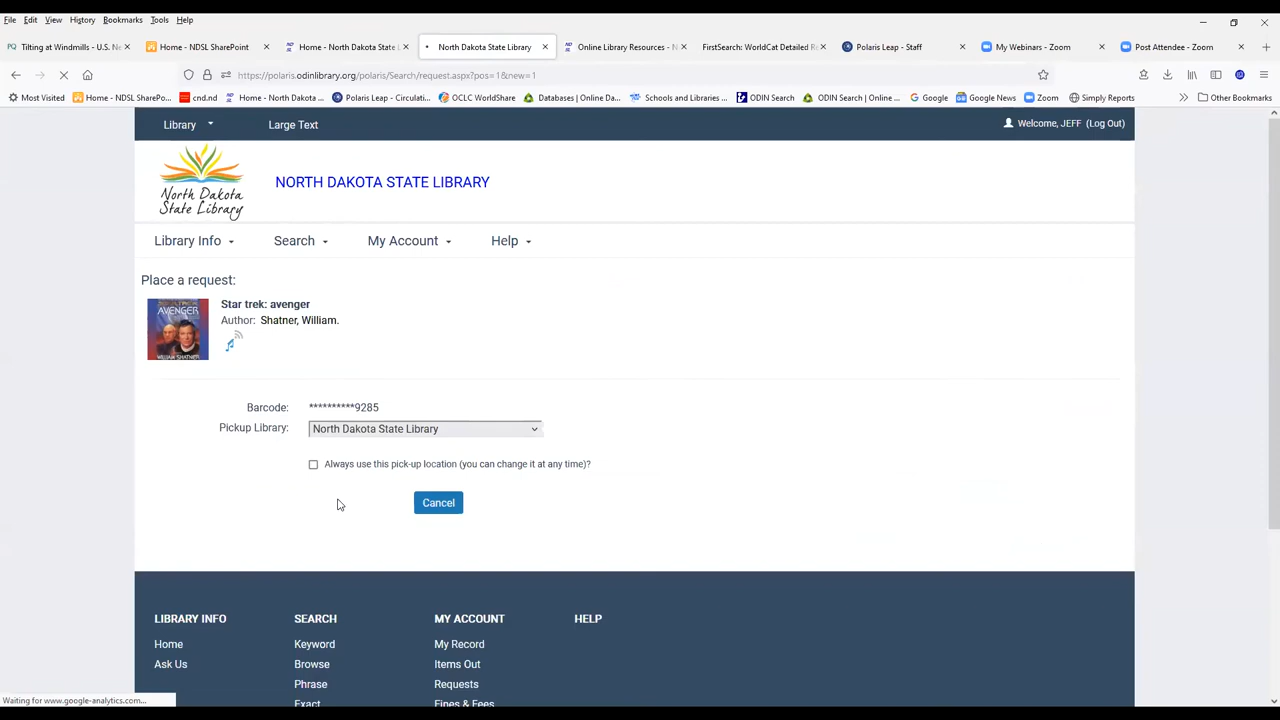 File Edit View History Bookmarks Tools Help
Tilting at Windmills - U.S. Ne Home - NDSL SharePoint Home - North Dakota State L North Dakota State Library Online Library Resources - N FirstSearch: WorldCat Detailed Re Polaris Leap - Staff My Webinars - Zoom Post Attendee - Zoom
https://polaris.odinlibrary.org/polaris/Search/request.aspx?pos=1&new=1
Most Visited Home - NDSL SharePo... cnd.nd Home - North Dakota ... Polaris Leap - Circulati... OCLC WorldShare Databases | Online Da... Schools and Libraries ... ODIN Search ODIN Search | Online ... Google Google News Zoom Simply Reports Other Bookmarks
Library Large Text Welcome, JEFF (Log Out)
North Dakota
State Library
NORTH DAKOTA STATE LIBRARY
Library Info Search My Account Help
Place a request:
AVENGER
WILLIAM SHATNER
Star trek: avenger
Author: Shatner, William.
Barcode: **********9285
Pickup Library: North Dakota State Library
Always use this pick-up location (you can change it at any time)?
Cancel
LIBRARY INFO SEARCH MY ACCOUNT HELP
Home Keyword My Record
Ask Us Browse Items Out
Phrase Requests
Exact Fines & Fees
Waiting for www.google-analytics.com...